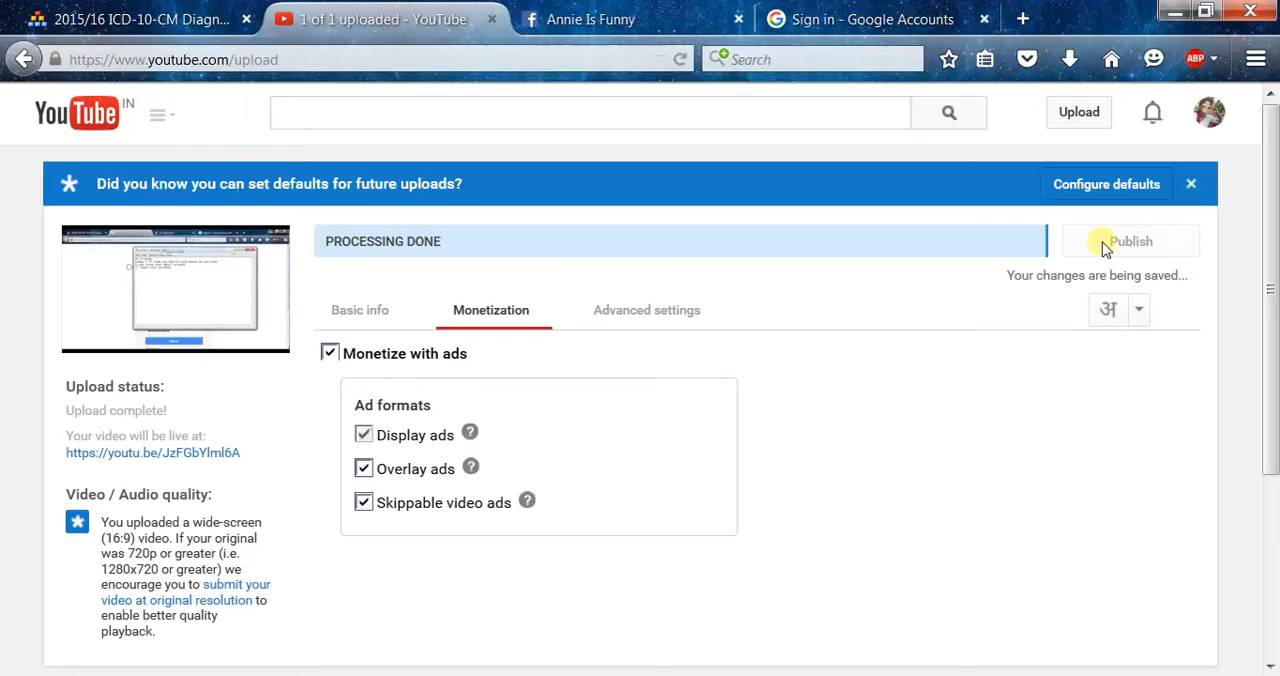 2015/16 ICD-10-CM Diagn...
1 of 1 uploaded - YouTube
Annie Is Funny
Sign in - Google Accounts
https://www.youtube.com/upload
Search
ABP
YouTube IN
Upload
Did you know you can set defaults for future uploads?
Configure defaults
PROCESSING DONE
Publish
Your changes are being saved...
Basic info
Monetization
Advanced settings
अ
Monetize with ads
Ad formats
Display ads ?
Overlay ads ?
Skippable video ads ?
Upload status:
Upload complete!
Your video will be live at:
https://youtu.be/JzFGbYlml6A
Video / Audio quality:
You uploaded a wide-screen
(16:9) video. If your original
was 720p or greater (i.e.
1280x720 or greater) we
encourage you to submit your
video at original resolution to
enable better quality
playback.